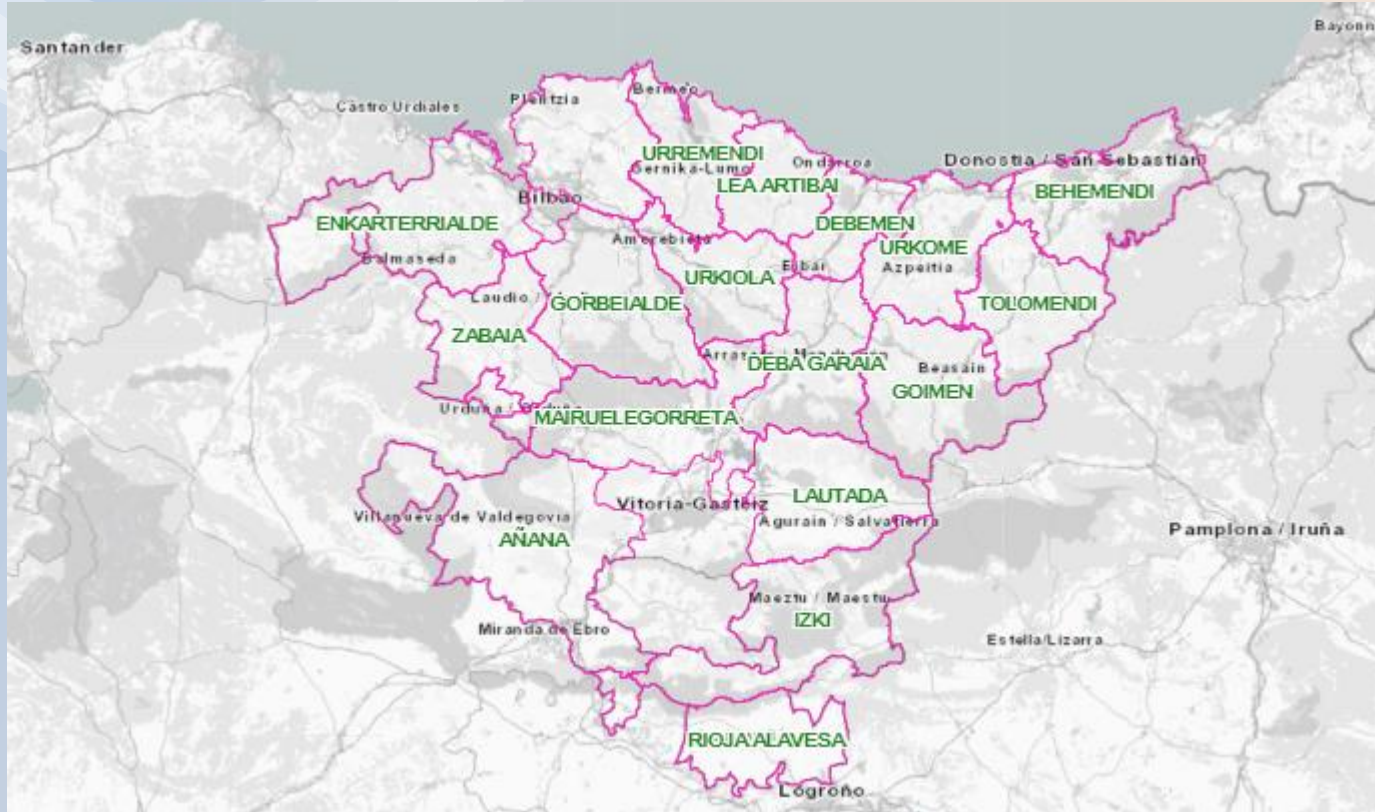 Santander
Bayonn
Castro Urdiales
Plentzia
Bermeo
URREMENDI
Gernika-Lumo
Ondarroa
Donostia / San Sebastián
LEA ARTIBAI
BEHEMENDI
Bilbao
ENKARTERRIALDE
DEBEMEN
Amorebieta
URKOME
Balmaseda
Eibar
Azpeitia
URKIOLA
Laudio /
GORBEIALDE
TOLOMENDI
ZABAIA
Arrasate / Mondragón
DEBA GARAIA
Beasain
GOIMEN
Urduña / Orduña
MAIRUELEGORRETA
LAUTADA
Vitoria-Gasteiz
Villanueva de Valdegovia
Agurain / Salvatierra
Pamplona / Iruña
AÑANA
Maeztu / Maestu
IZKI
Miranda de Ebro
Estella/Lizarra
RIOJA ALAVESA
Logroño